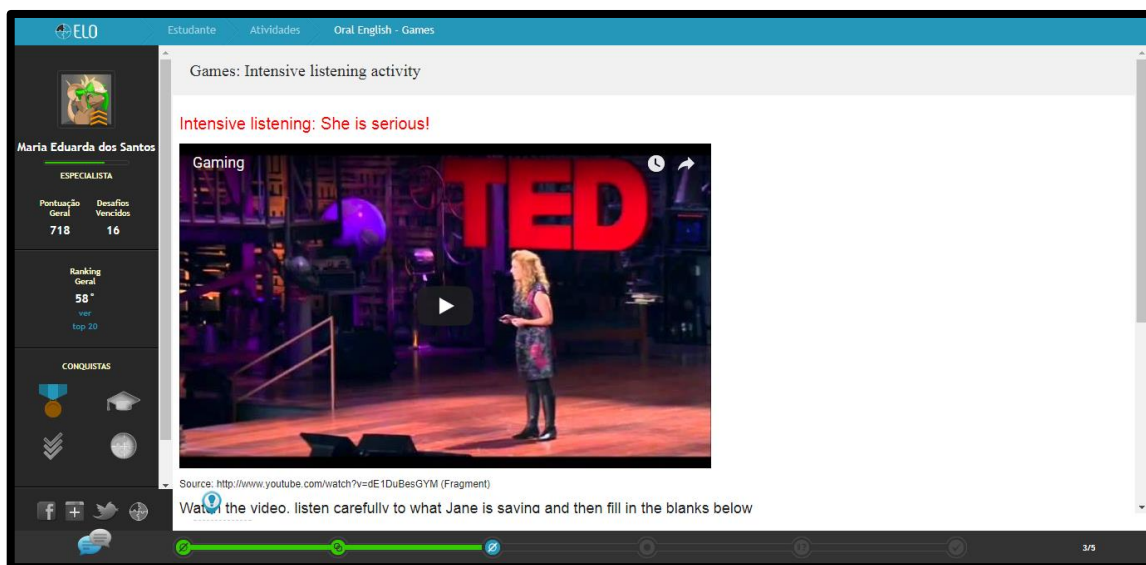 ELO
Estudante Atividades Oral English - Games
Maria Eduarda dos Santos
ESPECIALISTA
Pontuação Geral
718
Desafios Vencidos
16
Ranking Geral
58°
ver
top 20
CONQUISTAS
Games: Intensive listening activity
Intensive listening: She is serious!
Gaming
TED
Source: http://www.youtube.com/watch?v=dE1DuBesGYM (Fragment)
Watch the video, listen carefully to what Jane is saying and then fill in the blanks below
3/5